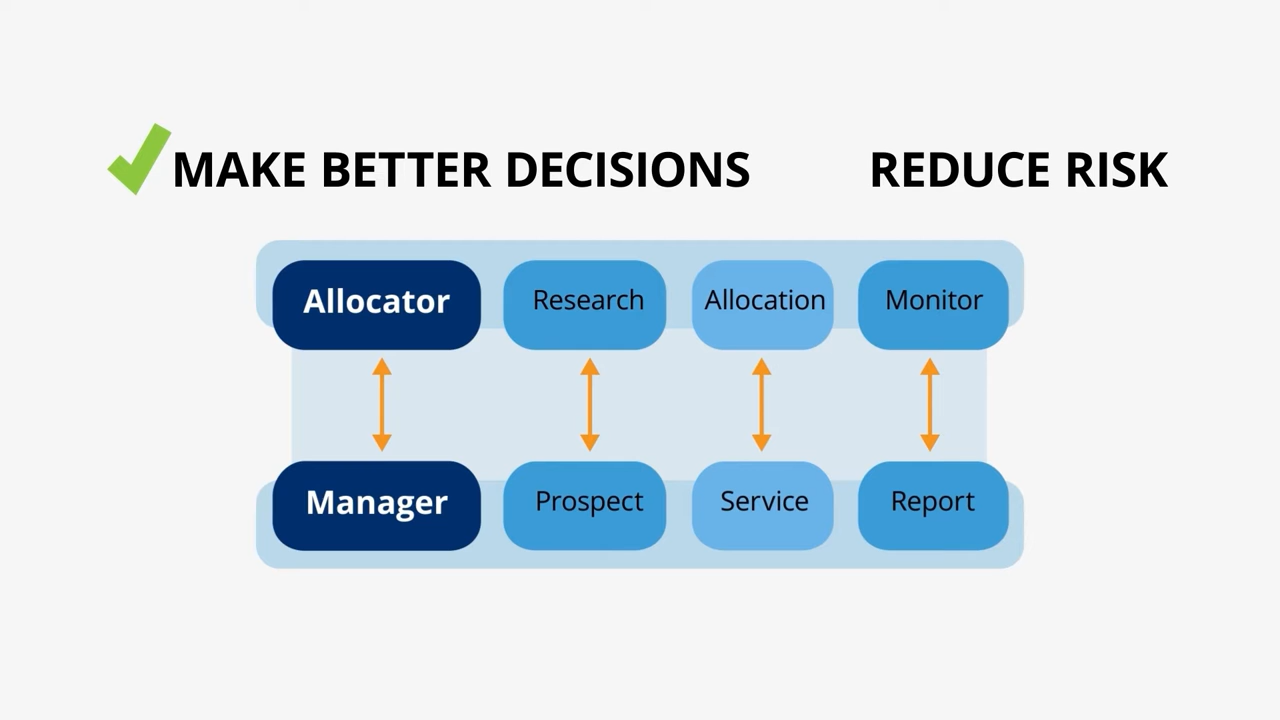 MAKE BETTER DECISIONS REDUCE RISK
Allocator Research Allocation Monitor
Manager Prospect Service Report